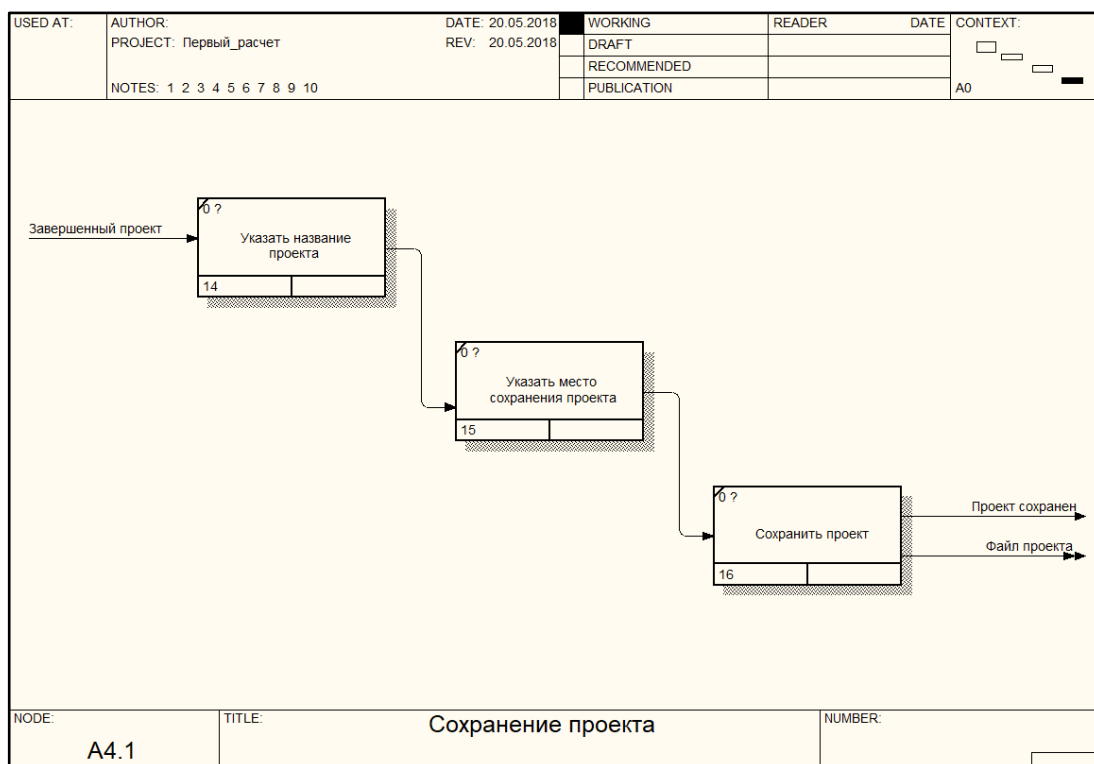 USED AT:
AUTHOR:
DATE: 20.05.2018
WORKING
READER
DATE
CONTEXT:
PROJECT: Первый_расчет
REV: 20.05.2018
DRAFT
RECOMMENDED
NOTES: 1 2 3 4 5 6 7 8 9 10
PUBLICATION
A0
0 ?
Завершенный проект
Указать название
проекта
14
0 ?
Указать место
сохранения проекта
15
0 ?
Проект сохранен
Сохранить проект
Файл проекта
16
NODE:
TITLE:
Сохранение проекта
NUMBER:
A4.1